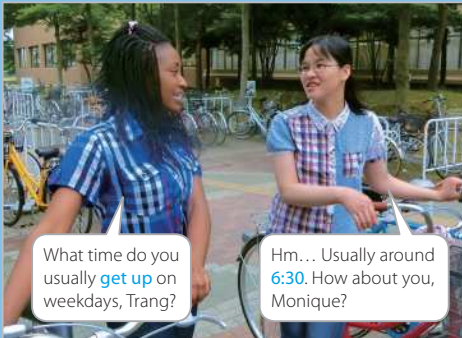 What time do you
usually get up on
weekdays, Trang?
Hm… Usually around
6:30. How about you,
Monique?